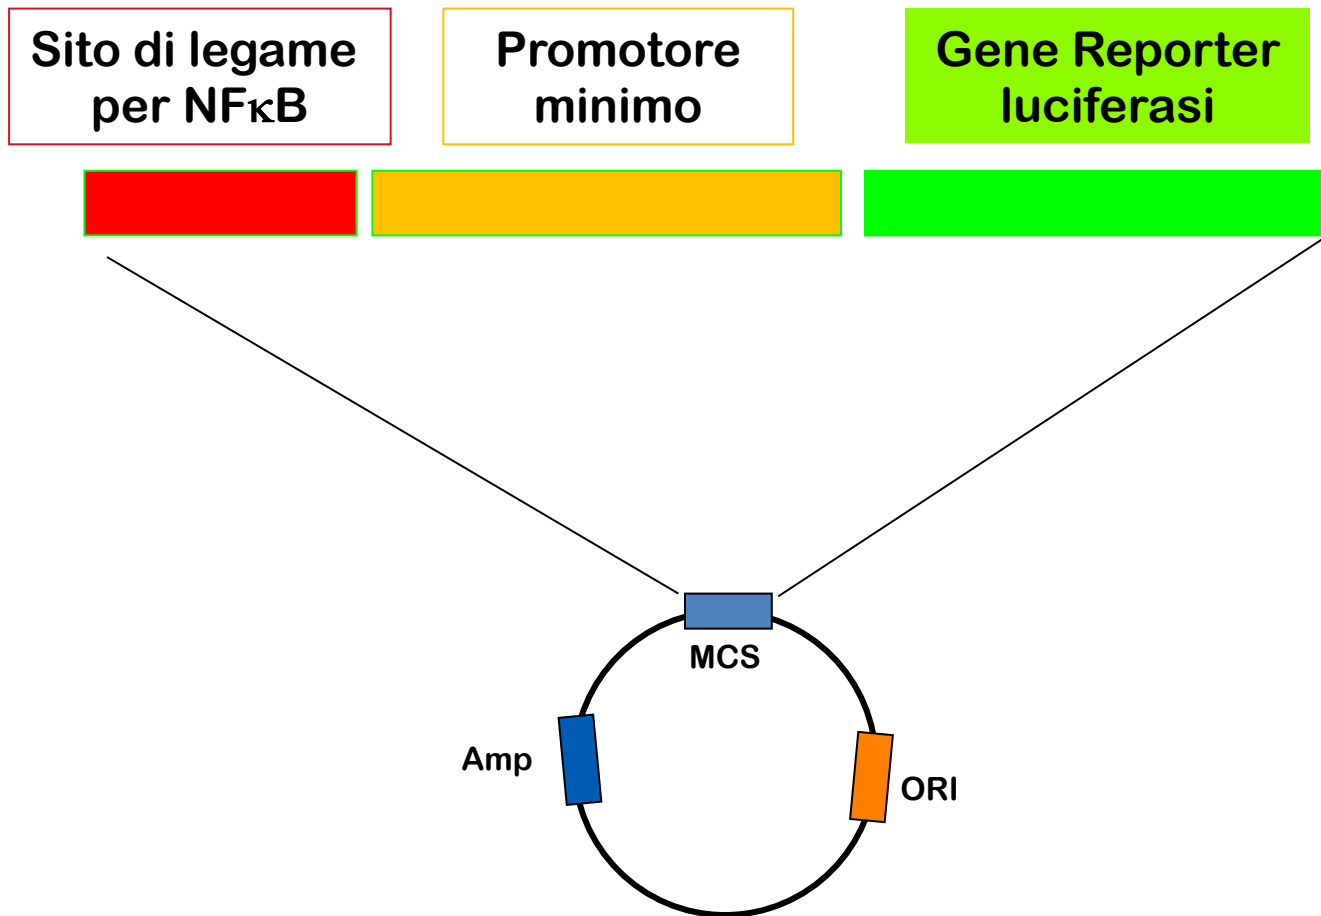 Sito di legame
per NFκB
Promotore
minimo
Gene Reporter
luciferasi
MCS
Amp
ORI